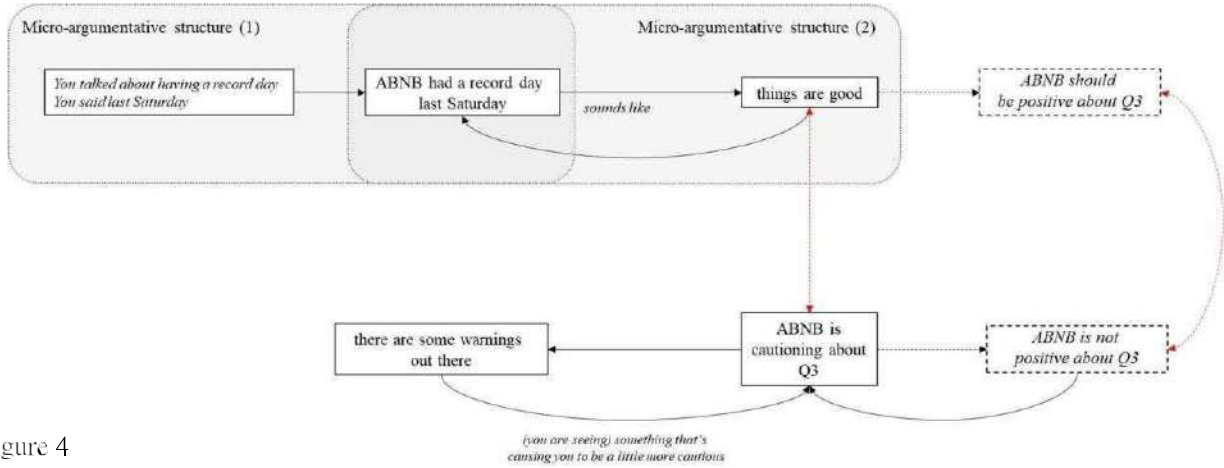 Micro-argumentative structure (1)
Micro-argumentative structure (2)
You talked about having a record day
You said last Saturday
ABNB had a record day
last Saturday
sounds like
things are good
ABNB should
be positive about Q3
there are some warnings
out there
ABNB is
cautioning about
Q3
ABNB is not
positive about Q3
(you are seeing) something that's
causing you to be a little more cautious
gure 4